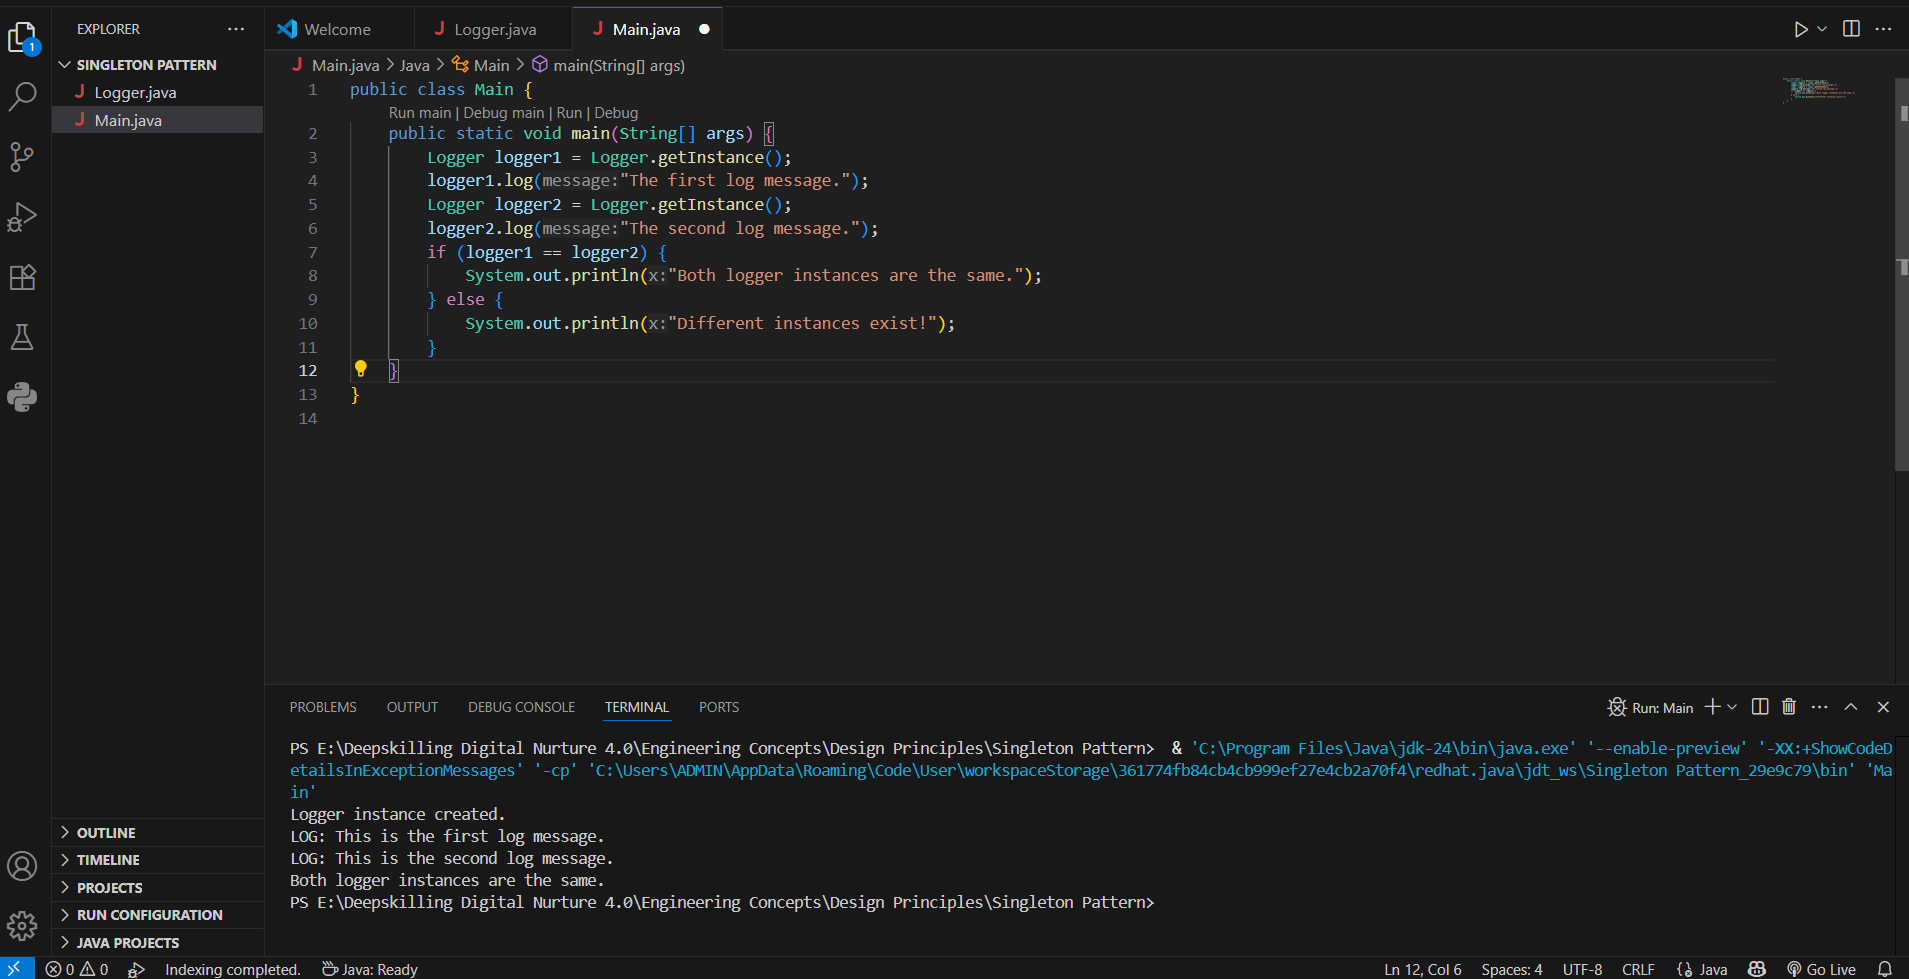 EXPLORER ···
Welcome
J Logger.java
J Main.java
1
SINGLETON PATTERN
J Logger.java
J Main.java
J Main.java > Java > Main > main(String[] args)
1 public class Main {
Run main | Debug main | Run | Debug
2 public static void main(String[] args) {
3 Logger logger1 = Logger.getInstance();
4 logger1.log(message:"The first log message.");
5 Logger logger2 = Logger.getInstance();
6 logger2.log(message:"The second log message.");
7 if (logger1 == logger2) {
8 System.out.println(x:"Both logger instances are the same.");
9 } else {
10 System.out.println(x:"Different instances exist!");
11 }
12 }
13 }
14
PROBLEMS OUTPUT DEBUG CONSOLE TERMINAL PORTS
Run: Main
PS E:\Deepskilling Digital Nurture 4.0\Engineering Concepts\Design Principles\Singleton Pattern>  & 'C:\Program Files\Java\jdk-24\bin\java.exe' '--enable-preview' '-XX:+ShowCodeD
etailsInExceptionMessages' '-cp' 'C:\Users\ADMIN\AppData\Roaming\Code\User\workspaceStorage\361774fb84cb4cb999ef27e4cb2a70f4\redhat.java\jdt_ws\Singleton Pattern_29e9c79\bin' 'Ma
in'
Logger instance created.
LOG: This is the first log message.
LOG: This is the second log message.
Both logger instances are the same.
PS E:\Deepskilling Digital Nurture 4.0\Engineering Concepts\Design Principles\Singleton Pattern>
OUTLINE
TIMELINE
PROJECTS
RUN CONFIGURATION
JAVA PROJECTS
0 0 Indexing completed. Java: Ready
Ln 12, Col 6 Spaces: 4 UTF-8 CRLF {} Java Go Live